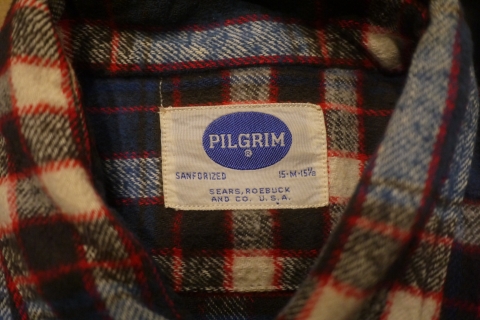 PILGRIM
®
SANFORIZED 15-M-15½
SEARS, ROEBUCK
AND CO. U.S.A.